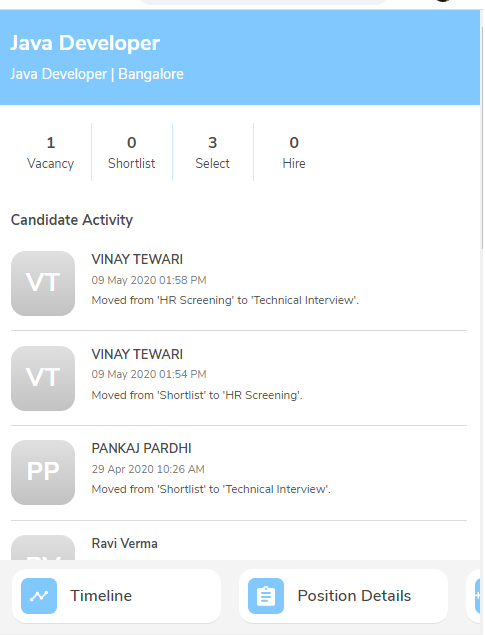 Java Developer
Java Developer | Bangalore
1
Vacancy
0
Shortlist
3
Select
0
Hire
Candidate Activity
VT
VINAY TEWARI
09 May 2020 01:58 PM
Moved from 'HR Screening' to 'Technical Interview'.
VT
VINAY TEWARI
09 May 2020 01:54 PM
Moved from 'Shortlist' to 'HR Screening'.
PP
PANKAJ PARDHI
29 Apr 2020 10:26 AM
Moved from 'Shortlist' to 'Technical Interview'.
RV
Ravi Verma
Timeline
Position Details